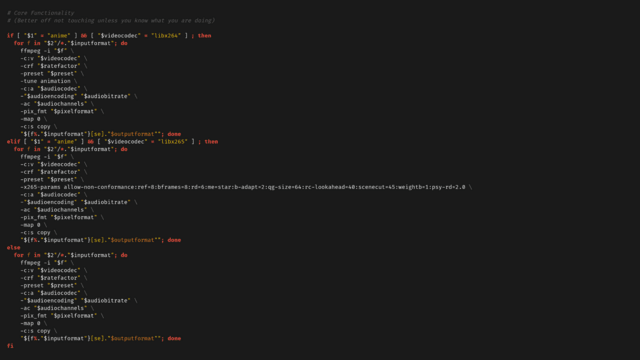 # Core Functionality
# (Better off not touching unless you know what you are doing)
if [ "$1" = "anime" ] && [ "$videocodec" = "libx264" ] ; then
for f in "$2"/*."$inputformat"; do
ffmpeg -i "$f" \
-c:v "$videocodec" \
-crf "$ratefactor" \
-preset "$preset" \
-tune animation \
-c:a "$audiocodec" \
-"$audioencoding" "$audiobitrate" \
-ac "$audiochannels" \
-pix_fmt "$pixelformat" \
-map 0 \
-c:s copy \
"${f%."$inputformat"}[se]."$outputformat""; done
elif [ "$1" = "anime" ] && [ "$videocodec" = "libx265" ] ; then
for f in "$2"/*."$inputformat"; do
ffmpeg -i "$f" \
-c:v "$videocodec" \
-crf "$ratefactor" \
-preset "$preset" \
-x265-params allow-non-conformance:ref=8:bframes=8:rd=6:me=star:b-adapt=2:qg-size=64:rc-lookahead=40:scenecut=45:weightb=1:psy-rd=2.0 \
-c:a "$audiocodec" \
-"$audioencoding" "$audiobitrate" \
-ac "$audiochannels" \
-pix_fmt "$pixelformat" \
-map 0 \
-c:s copy \
"${f%."$inputformat"}[se]."$outputformat""; done
else
for f in "$2"/*."$inputformat"; do
ffmpeg -i "$f" \
-c:v "$videocodec" \
-crf "$ratefactor" \
-preset "$preset" \
-c:a "$audiocodec" \
-"$audioencoding" "$audiobitrate" \
-ac "$audiochannels" \
-pix_fmt "$pixelformat" \
-map 0 \
-c:s copy \
"${f%."$inputformat"}[se]."$outputformat""; done
fi